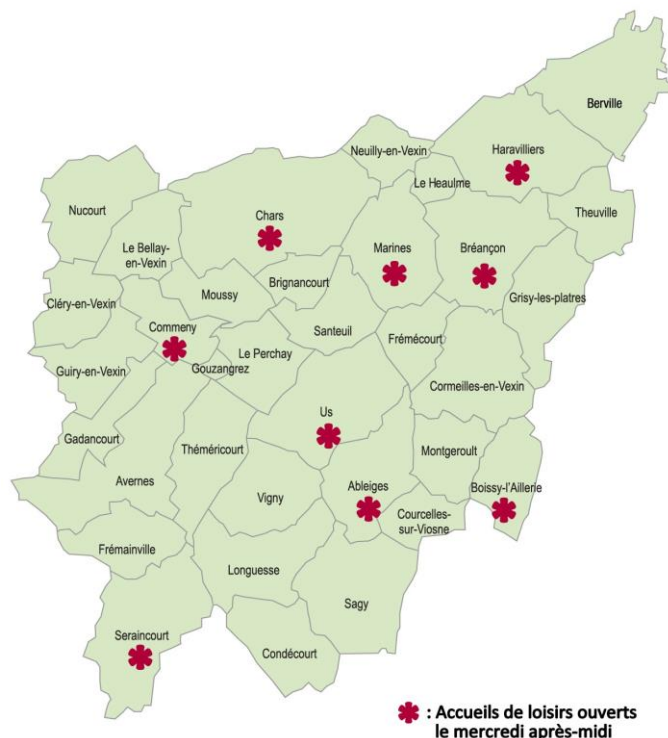 Berville
Neuilly-en-Vexin
Haravilliers
Le Heaulme
Nucourt
Theuville
Chars
Le Bellay-
en-Vexin
Marines
Bréançon
Brignancourt
Moussy
Cléry-en-Vexin
Grisy-les-platres
Commeny
Santeuil
Frémécourt
Le Perchay
Gouzangrez
Guiry-en-Vexin
Cormeilles-en-Vexin
Us
Gadancourt
Théméricourt
Montgeroult
Avernes
Ableiges
Boissy-l'Aillerie
Vigny
Courcelles-
sur-Viosne
Frémainville
Longuesse
Sagy
Seraincourt
Condécourt
: Accueils de loisirs ouverts
le mercredi après-midi